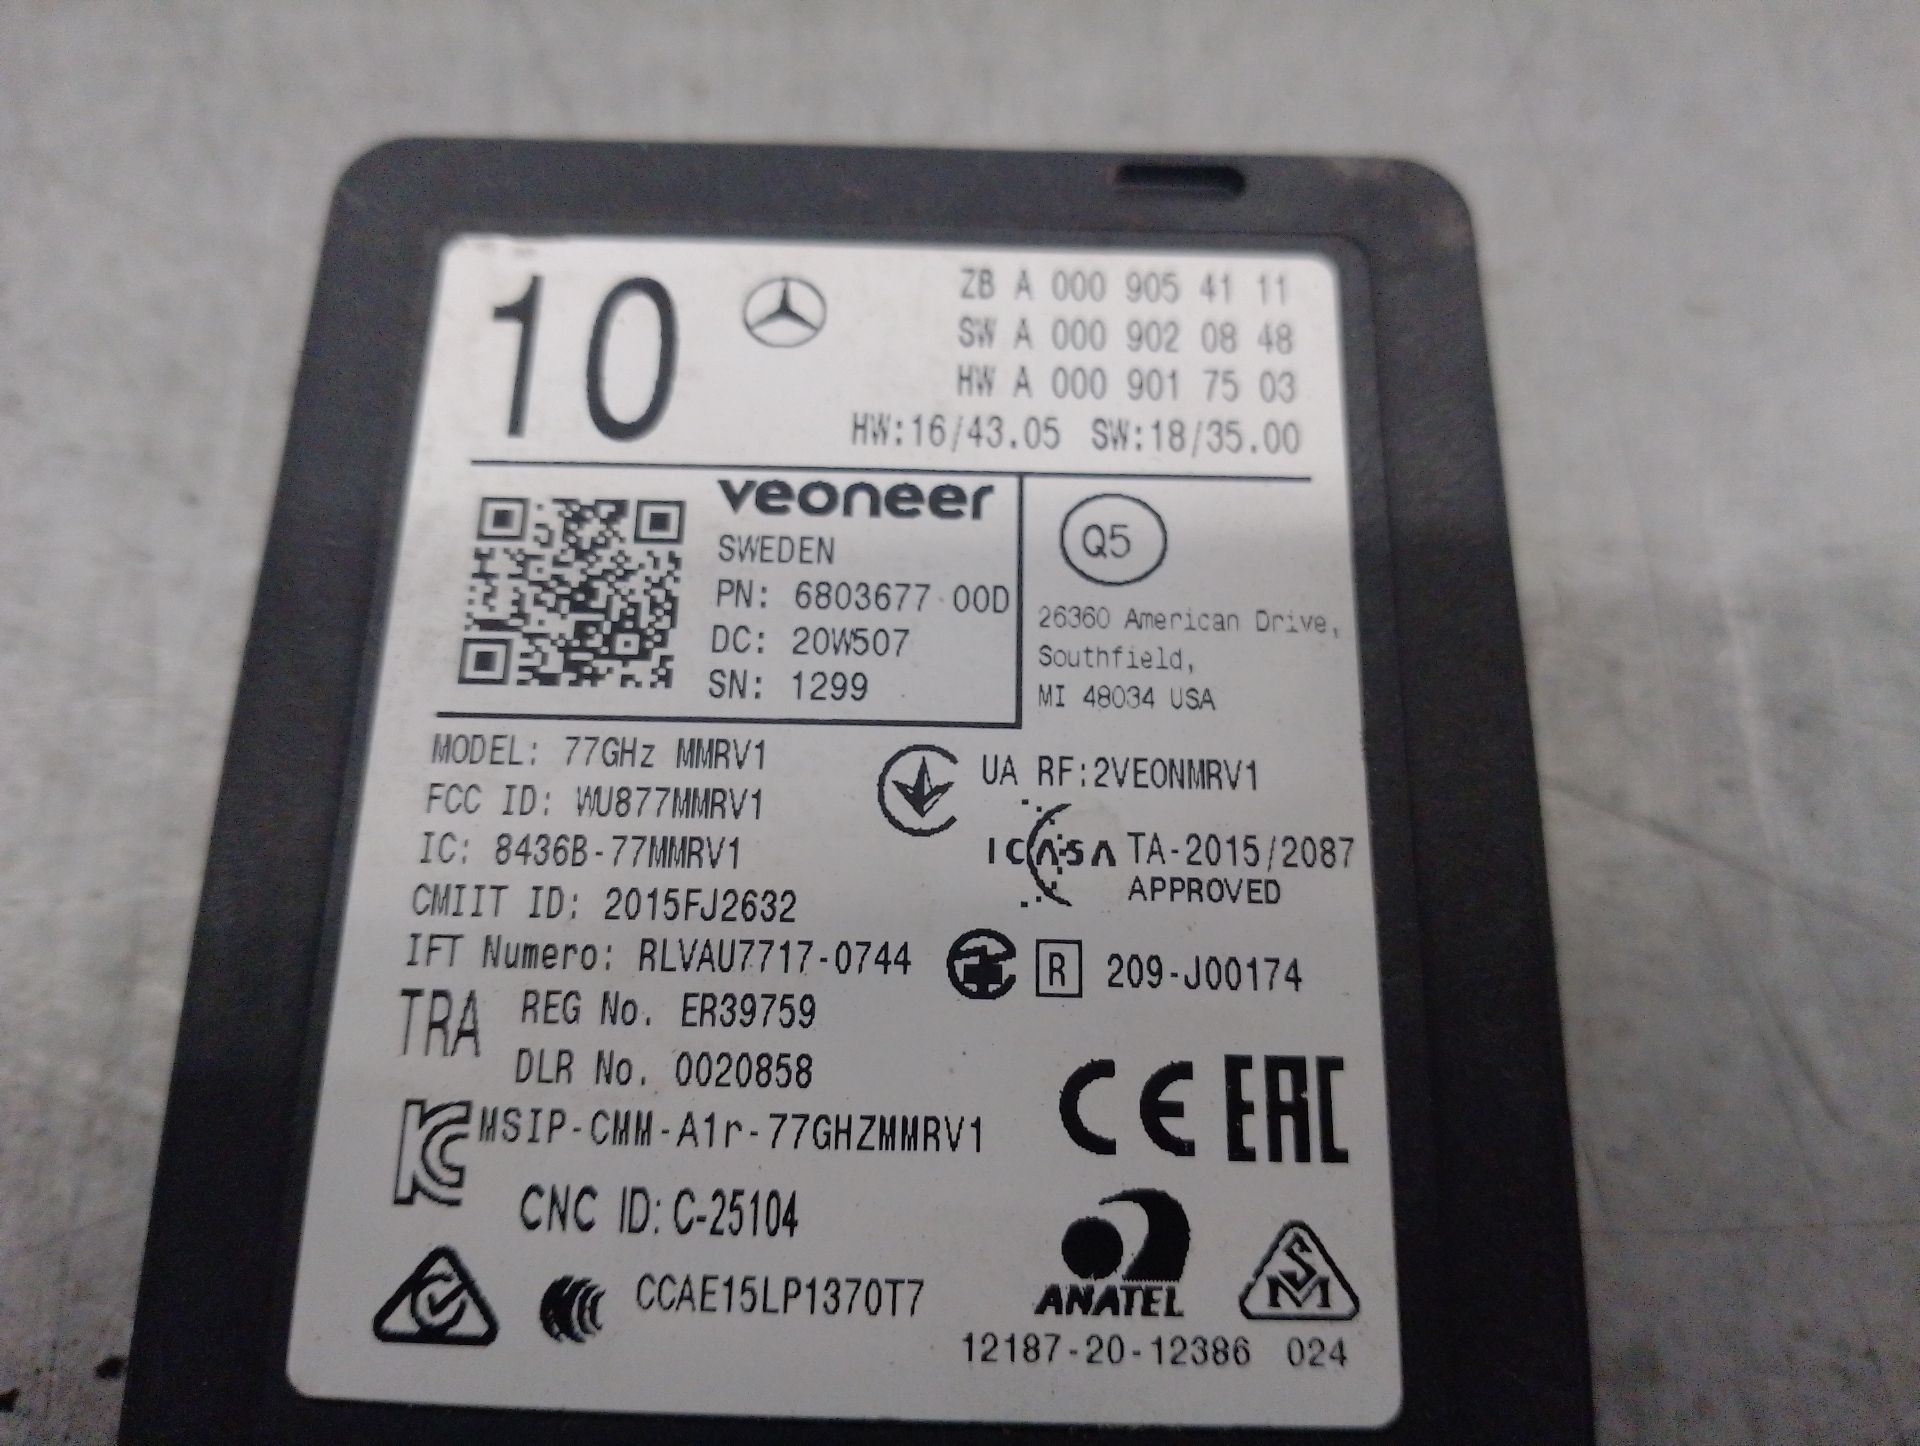 10
ZB A 000 905 41 11
SW A 000 902 08 48
HW A 000 901 75 03
HW:16/43.05 SW:18/35.00
veoneer
SWEDEN
PN: 6803677 00D
DC: 20W507
SN: 1299
Q5
26360 American Drive,
Southfield,
MI 48034 USA
MODEL: 77GHz MMRV1
FCC ID: WU877MMRV1
IC: 8436B-77MMRV1
CMIIT ID: 2015FJ2632
IFT Numero: RLVAU7717-0744
UA RF:2VEONMRV1
ICASA TA-2015/2087
APPROVED
R 209-J00174
TRA REG No. ER39759
DLR No. 0020858
KC MSIP-CMM-A1r-77GHZMMRV1
CE EAC
CNC ID: C-25104
CCAE15LP1370T7
ANATEL
SM
12187-20-12386 024